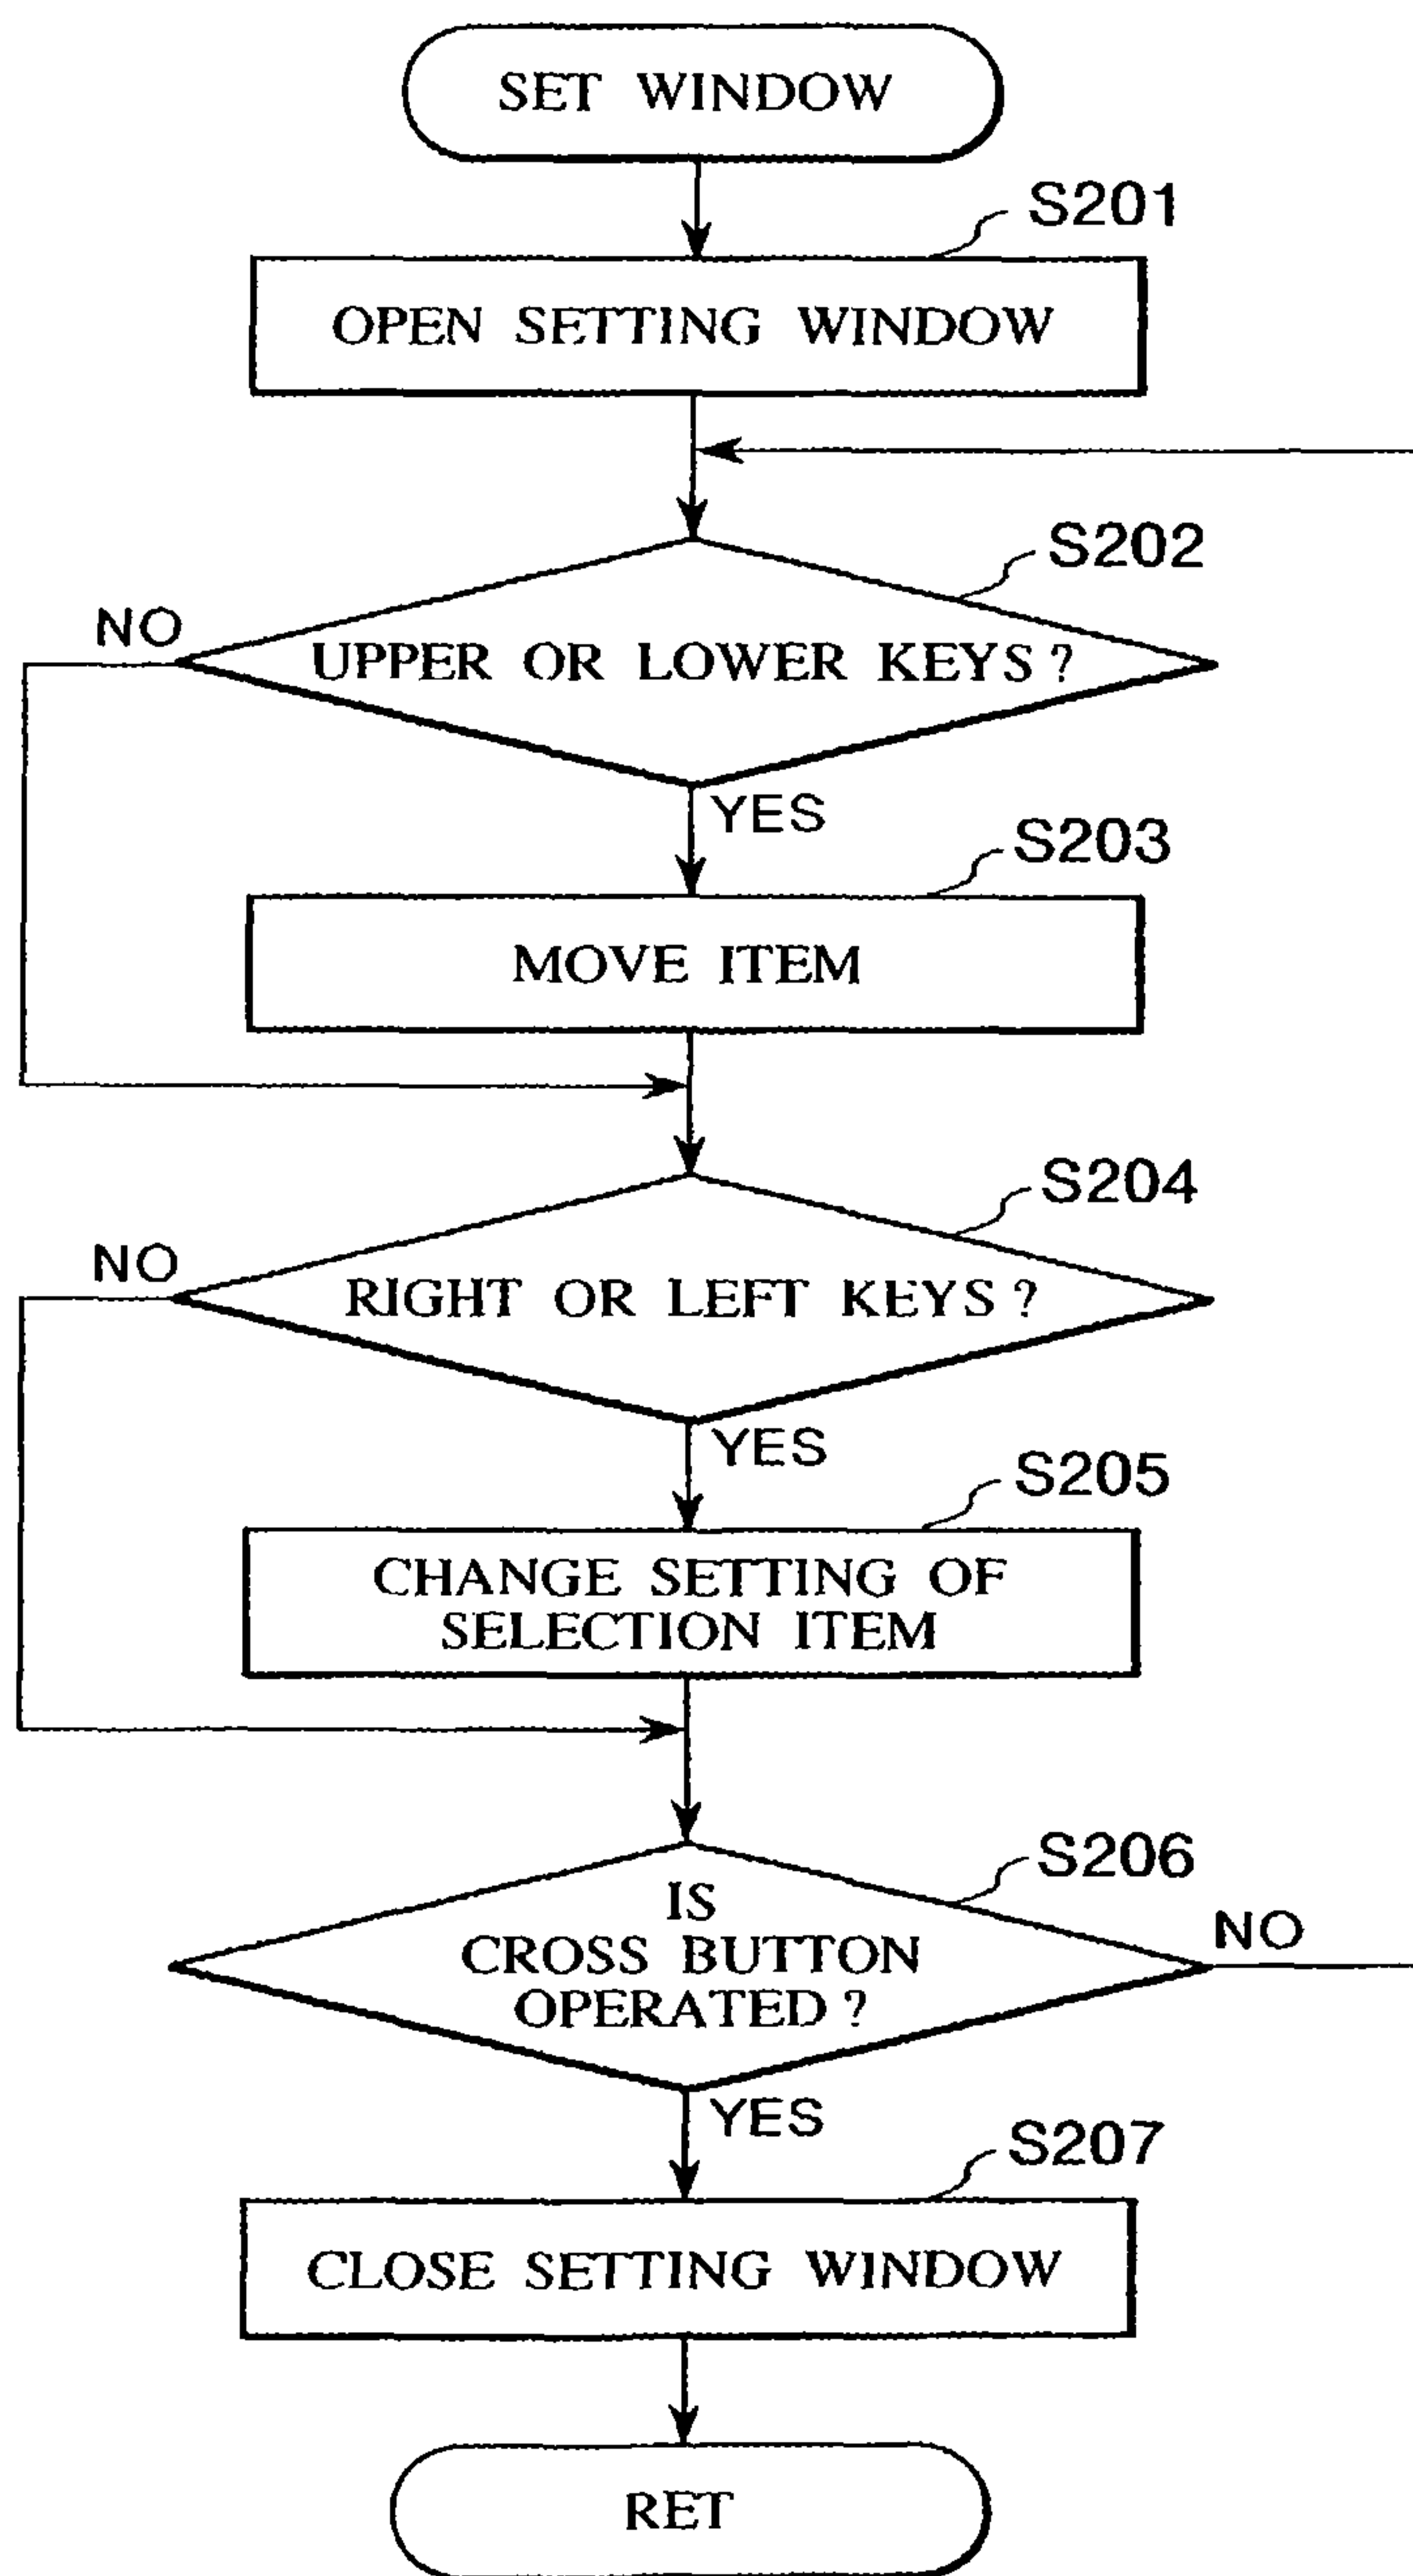 SET WINDOW
S201
OPEN SETTING WINDOW
S202
NO
UPPER OR LOWER KEYS?
YES
S203
MOVE ITEM
S204
NO
RIGHT OR LEFT KEYS?
YES
S205
CHANGE SETTING OF
SELECTION ITEM
S206
IS
CROSS BUTTON
OPERATED?
NO
YES
S207
CLOSE SETTING WINDOW
RET